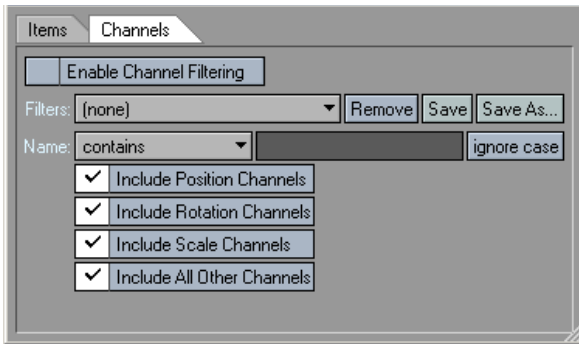 Items Channels
Enable Channel Filtering
Filters: (none) Remove Save Save As...
Name: contains ignore case
Include Position Channels
Include Rotation Channels
Include Scale Channels
Include All Other Channels